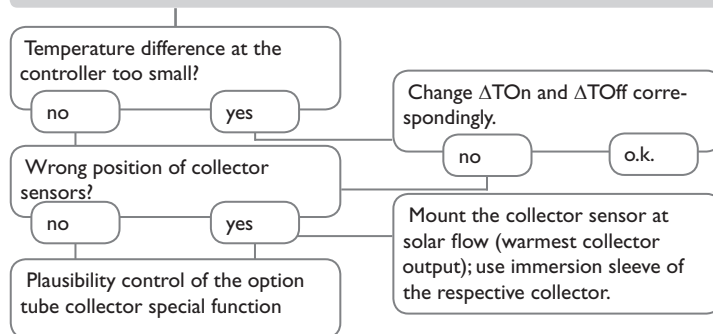 Temperature difference at the
controller too small?
no
yes
Change ΔTOn and ΔTOff corre-
spondingly.
no
o.k.
Wrong position of collector
sensors?
no
yes
Mount the collector sensor at
solar flow (warmest collector
output); use immersion sleeve of
the respective collector.
Plausibility control of the option
tube collector special function